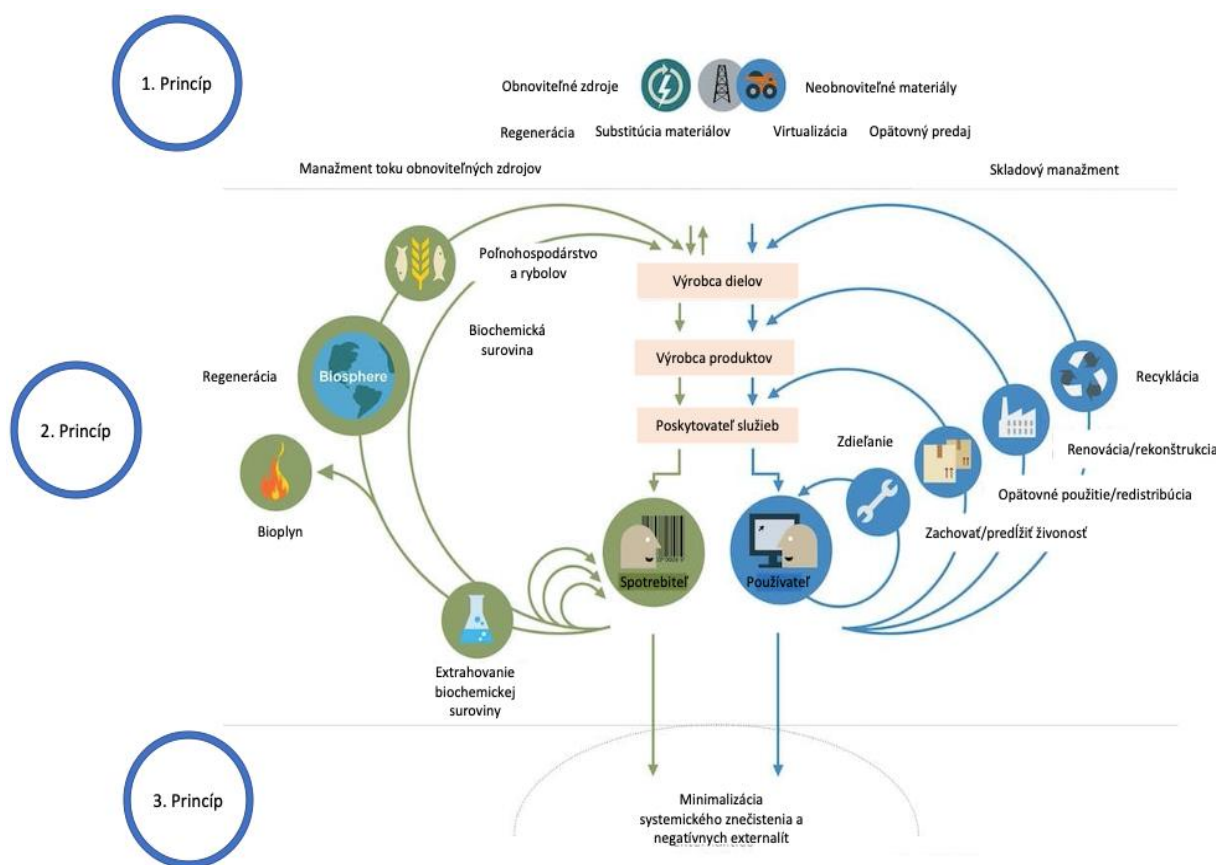 1. Princíp
Obnoviteľné zdroje
Neobnoviteľné materiály
Regenerácia
Substitúcia materiálov
Virtualizácia
Opätovný predaj
Manažment toku obnoviteľných zdrojov
Skladový manažment
2. Princíp
Poľnohospodárstvo
a rybolov
Biochemická
surovina
Regenerácia
Biosphere
Bioplyn
Extrahovanie
biochemickej
suroviny
Výrobca dielov
Výrobca produktov
Poskytovateľ služieb
Spotrebiteľ
Používateľ
Zdieľanie
Recyklácia
Renovácia/rekonštrukcia
Opätovné použitie/redistribúcia
Zachovať/predĺžiť živonosť
3. Princíp
Minimalizácia
systemického znečistenia a
negatívnych externalít